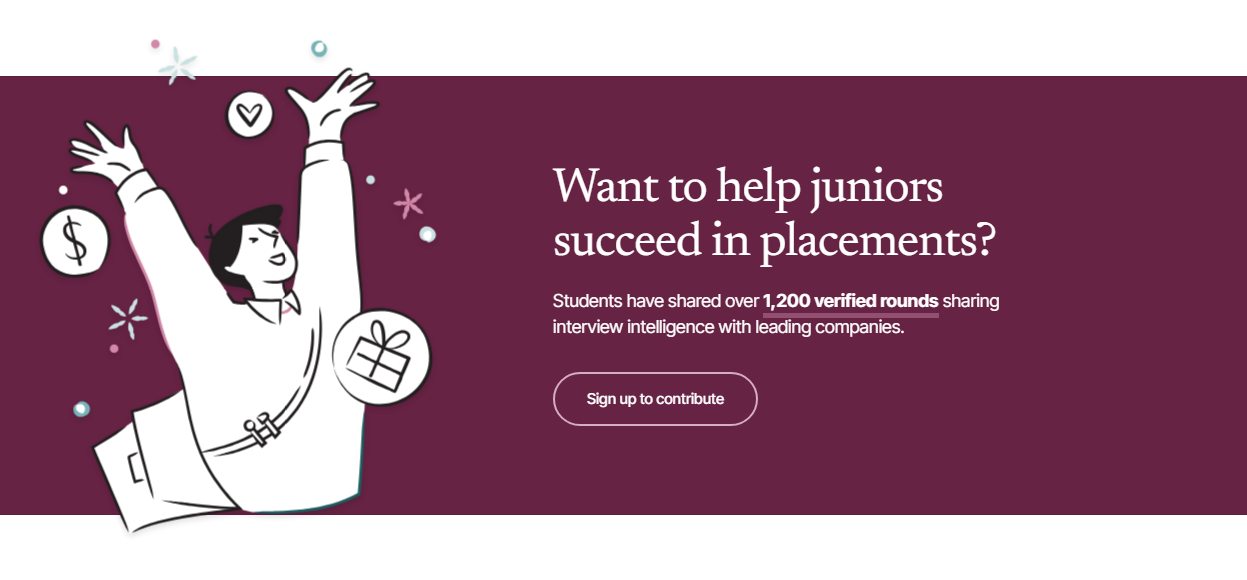 $
Want to help juniors
succeed in placements?
Students have shared over 1,200 verified rounds sharing
interview intelligence with leading companies.
Sign up to contribute